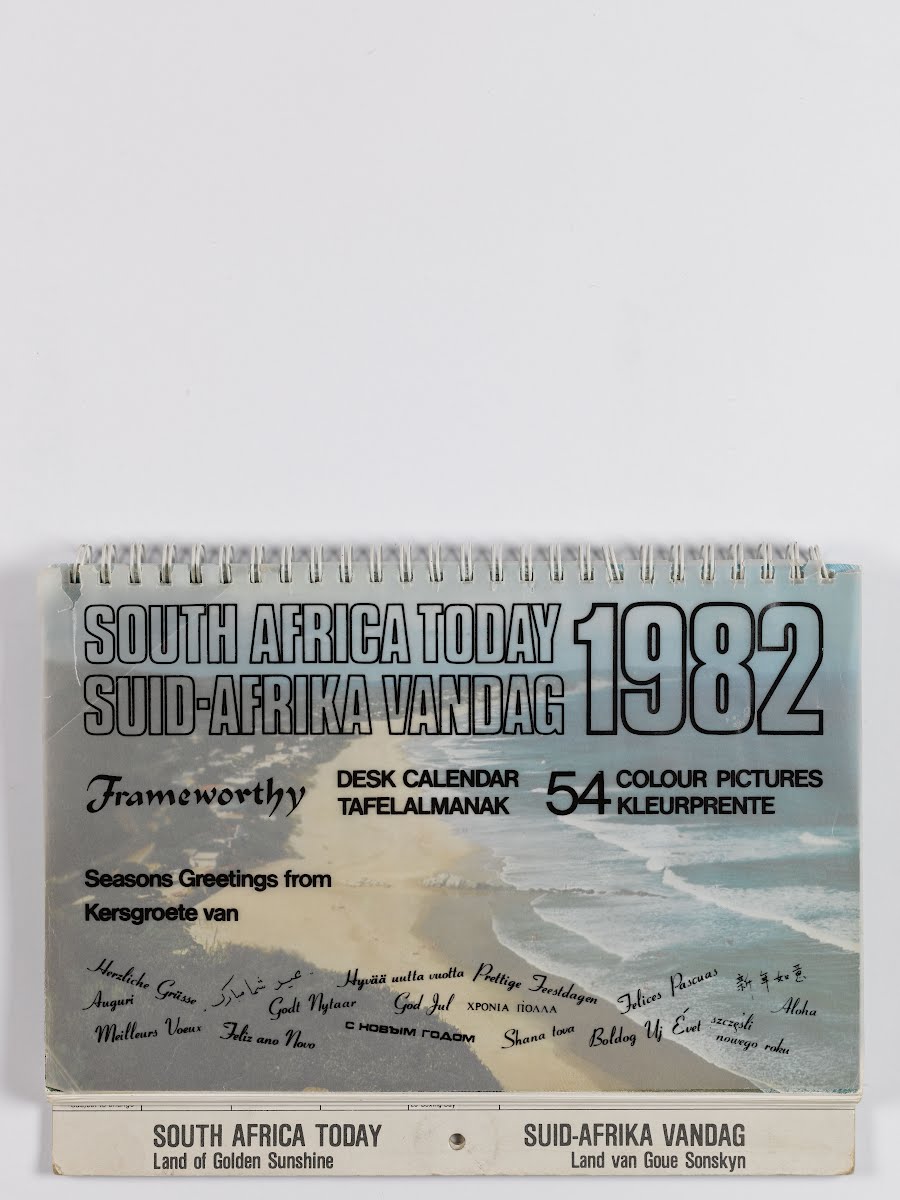 SOUTH AFRICA TODAY 1982
SUID-AFRIKA VANDAG
Frameworthy
DESK CALENDAR
TAFELALMANAK
54 COLOUR PICTURES
KLEURPRENTE
Seasons Greetings from
Kersgroete van
Herzliche Grüsse
عید شما مبارک
Hyvää uutta vuotta
Prettige Feestdagen
Felices Pascuas
新年如意
Auguri
Godt Nytaar
God Jul
ΧΡΟΝΙΑ ΠΟΛΛΑ
Aloha
Meilleurs Voeux
Feliz ano Novo
С НОВЫМ ГОДОМ
Shana tova
Boldog Uj Évet
szczęśli
nowego roku
SOUTH AFRICA TODAY
Land of Golden Sunshine
SUID-AFRIKA VANDAG
Land van Goue Sonskyn